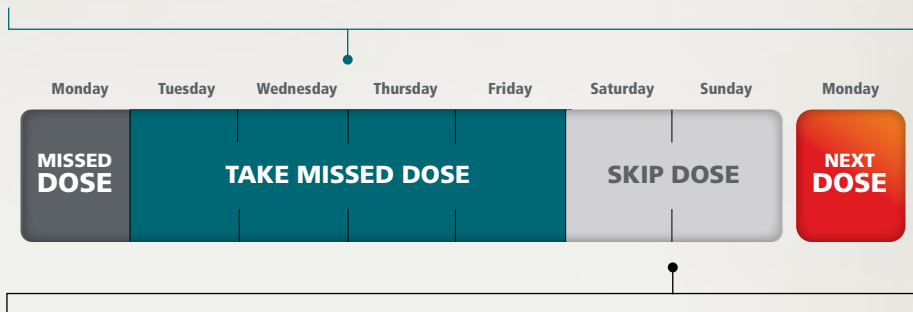 Monday Tuesday Wednesday Thursday Friday Saturday Sunday Monday
MISSED
DOSE
TAKE MISSED DOSE
SKIP DOSE
NEXT
DOSE